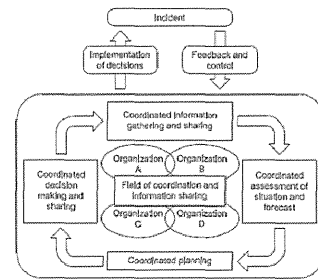 Incident
Implementation
of decisions
Feedback and
control
Coordinated information
gathering and sharing
Organization
A
Organization
B
Coordinated
decision
making and
sharing
Field of coordination and
information sharing
Coordinated
assessment of
situation and
forecast
Organization
C
Organization
D
Coordinated planning